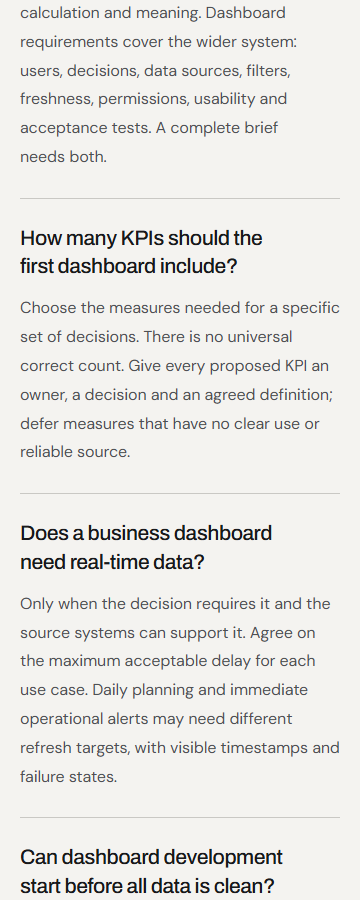 calculation and meaning. Dashboard
requirements cover the wider system:
users, decisions, data sources, filters,
freshness, permissions, usability and
acceptance tests. A complete brief
needs both.
How many KPIs should the
first dashboard include?
Choose the measures needed for a specific
set of decisions. There is no universal
correct count. Give every proposed KPI an
owner, a decision and an agreed definition;
defer measures that have no clear use or
reliable source.
Does a business dashboard
need real-time data?
Only when the decision requires it and the
source systems can support it. Agree on
the maximum acceptable delay for each
use case. Daily planning and immediate
operational alerts may need different
refresh targets, with visible timestamps and
failure states.
Can dashboard development
start before all data is clean?